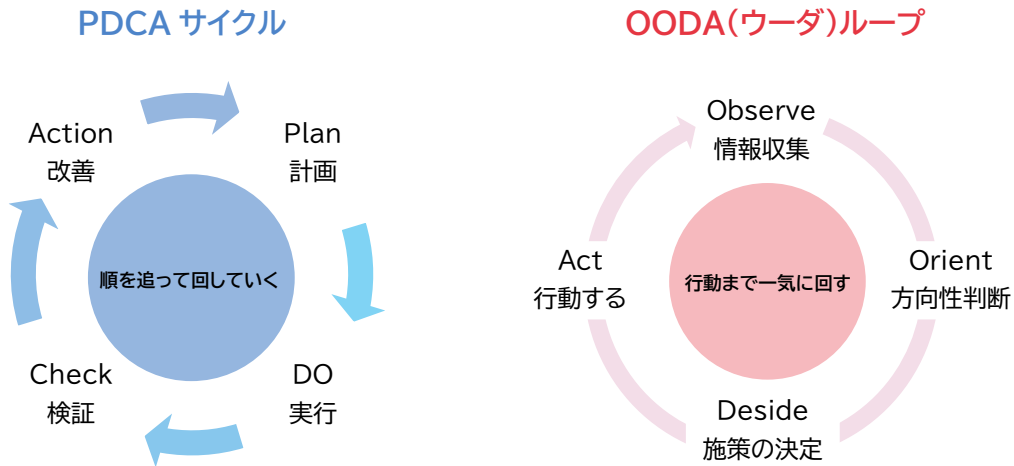 PDCA サイクル
Action
改善
Plan
計画
順を追って回していく
Check
検証
DO
実行
OODA(ウーダ)ループ
Observe
情報収集
Act
行動する
行動まで一気に回す
Orient
方向性判断
Deside
施策の決定